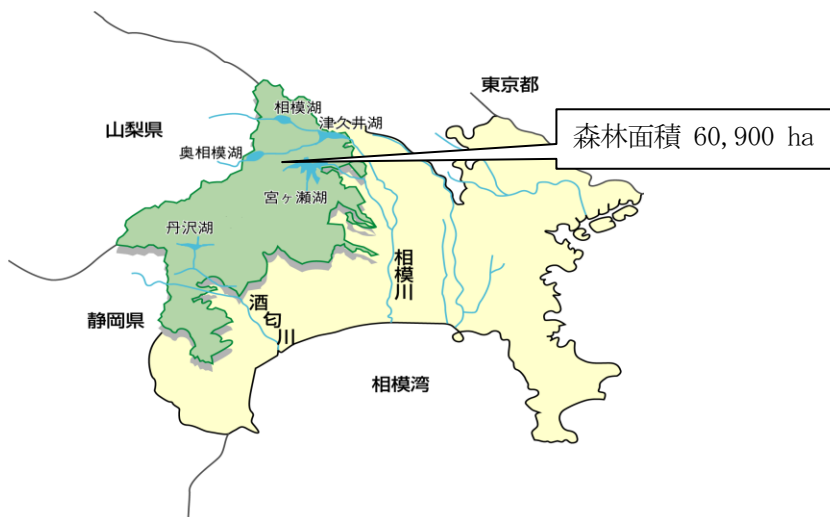 東京都
相模湖
山梨県
津久井湖
森林面積 60,900 ha
奥相模湖
宮ヶ瀬湖
丹沢湖
相模川
酒匂川
静岡県
相模湾